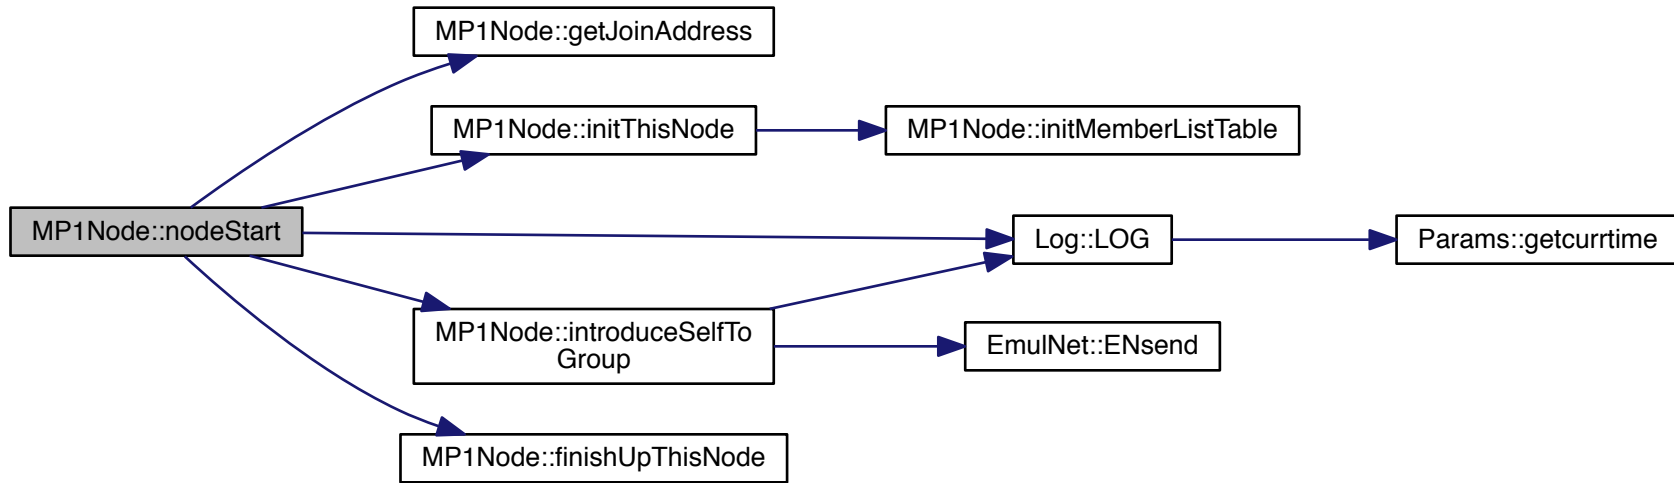 MP1Node::getJoinAddress
MP1Node::initThisNode
MP1Node::initMemberListTable
MP1Node::nodeStart
Log::LOG
Params::getcurrtime
MP1Node::introduceSelfTo
Group
EmulNet::ENsend
MP1Node::finishUpThisNode